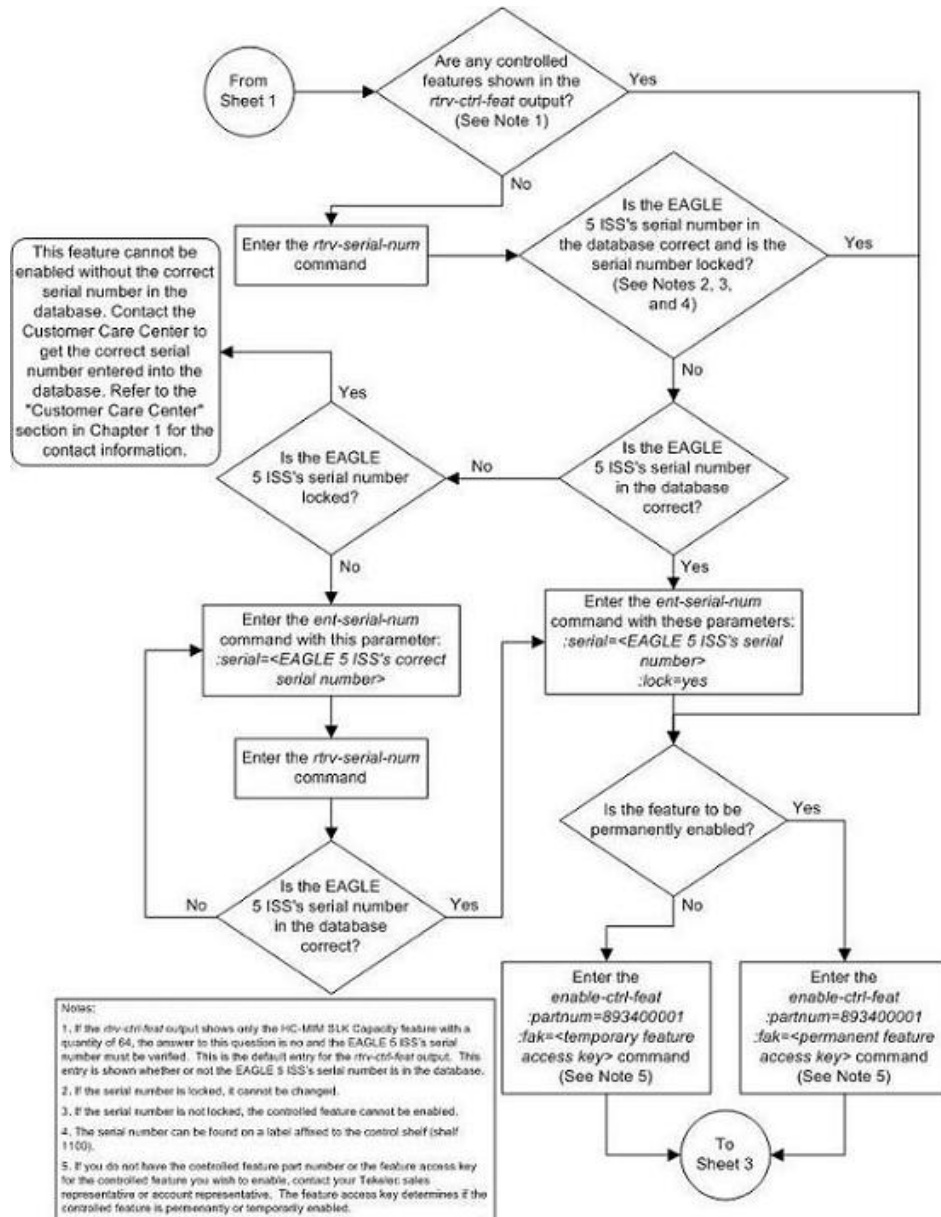 From
Sheet 1
Are any controlled
features shown in the
rtrv-ctrl-feat output?
(See Note 1)
Yes
No
Enter the rtrv-serial-num
command
Is the EAGLE
5 ISS's serial number in
the database correct and is the
serial number locked?
(See Notes 2, 3,
and 4)
Yes
No
This feature cannot be
enabled without the correct
serial number in the
database. Contact the
Customer Care Center to
get the correct serial
number entered into the
database. Refer to the
"Customer Care Center"
section in Chapter 1 for the
contact information.
Yes
Is the EAGLE
5 ISS's serial number
locked?
No
Is the EAGLE
5 ISS's serial number
in the database
correct?
No
Yes
Enter the ent-serial-num
command with this parameter:
:serial=<EAGLE 5 ISS's correct
serial number>
Enter the ent-serial-num
command with these parameters:
:serial=<EAGLE 5 ISS's serial
number>
:lock=yes
Enter the rtrv-serial-num
command
Is the feature to be
permanently enabled?
Yes
No
Is the EAGLE
5 ISS's serial number
in the database
correct?
No
Yes
Enter the
enable-ctrl-feat
:partnum=893400001
:fak=<temporary feature
access key> command
(See Note 5)
Enter the
enable-ctrl-feat
:partnum=893400001
:fak=<permanent feature
access key> command
(See Note 5)
To
Sheet 3
Notes:
1. If the rtrv-ctrl-feat output shows only the HC-MIM SLK Capacity feature with a
quantity of 64, the answer to this question is no and the EAGLE 5 ISS's serial
number must be verified. This is the default entry for the rtrv-ctrl-feat output. This
entry is shown whether or not the EAGLE 5 ISS's serial number is in the database.
2. If the serial number is locked, it cannot be changed.
3. If the serial number is not locked, the controlled feature cannot be enabled.
4. The serial number can be found on a label affixed to the control shelf (shelf
1100).
5. If you do not have the controlled feature part number or the feature access key
for the controlled feature you wish to enable, contact your Tekelec sales
representative or account representative. The feature access key determines if the
controlled feature is permanently or temporarily enabled.